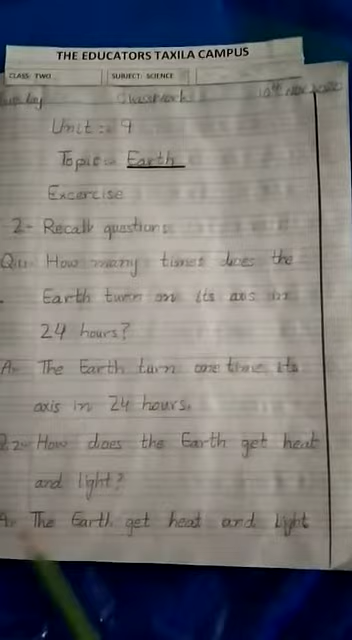 THE EDUCATORS TAXILA CAMPUS
CLASS: TWO SUBJECT: SCIENCE
Classwork
Unit :- 9
Topic:- Earth
Excercise
2- Recall questions
Q1:- How many times does the
Earth turn on its axis in
24 hours?
A:- The Earth turn one time its
axis in 24 hours.
Q.2:- How does the Earth get heat
and light?
A:- The Earth get heat and light